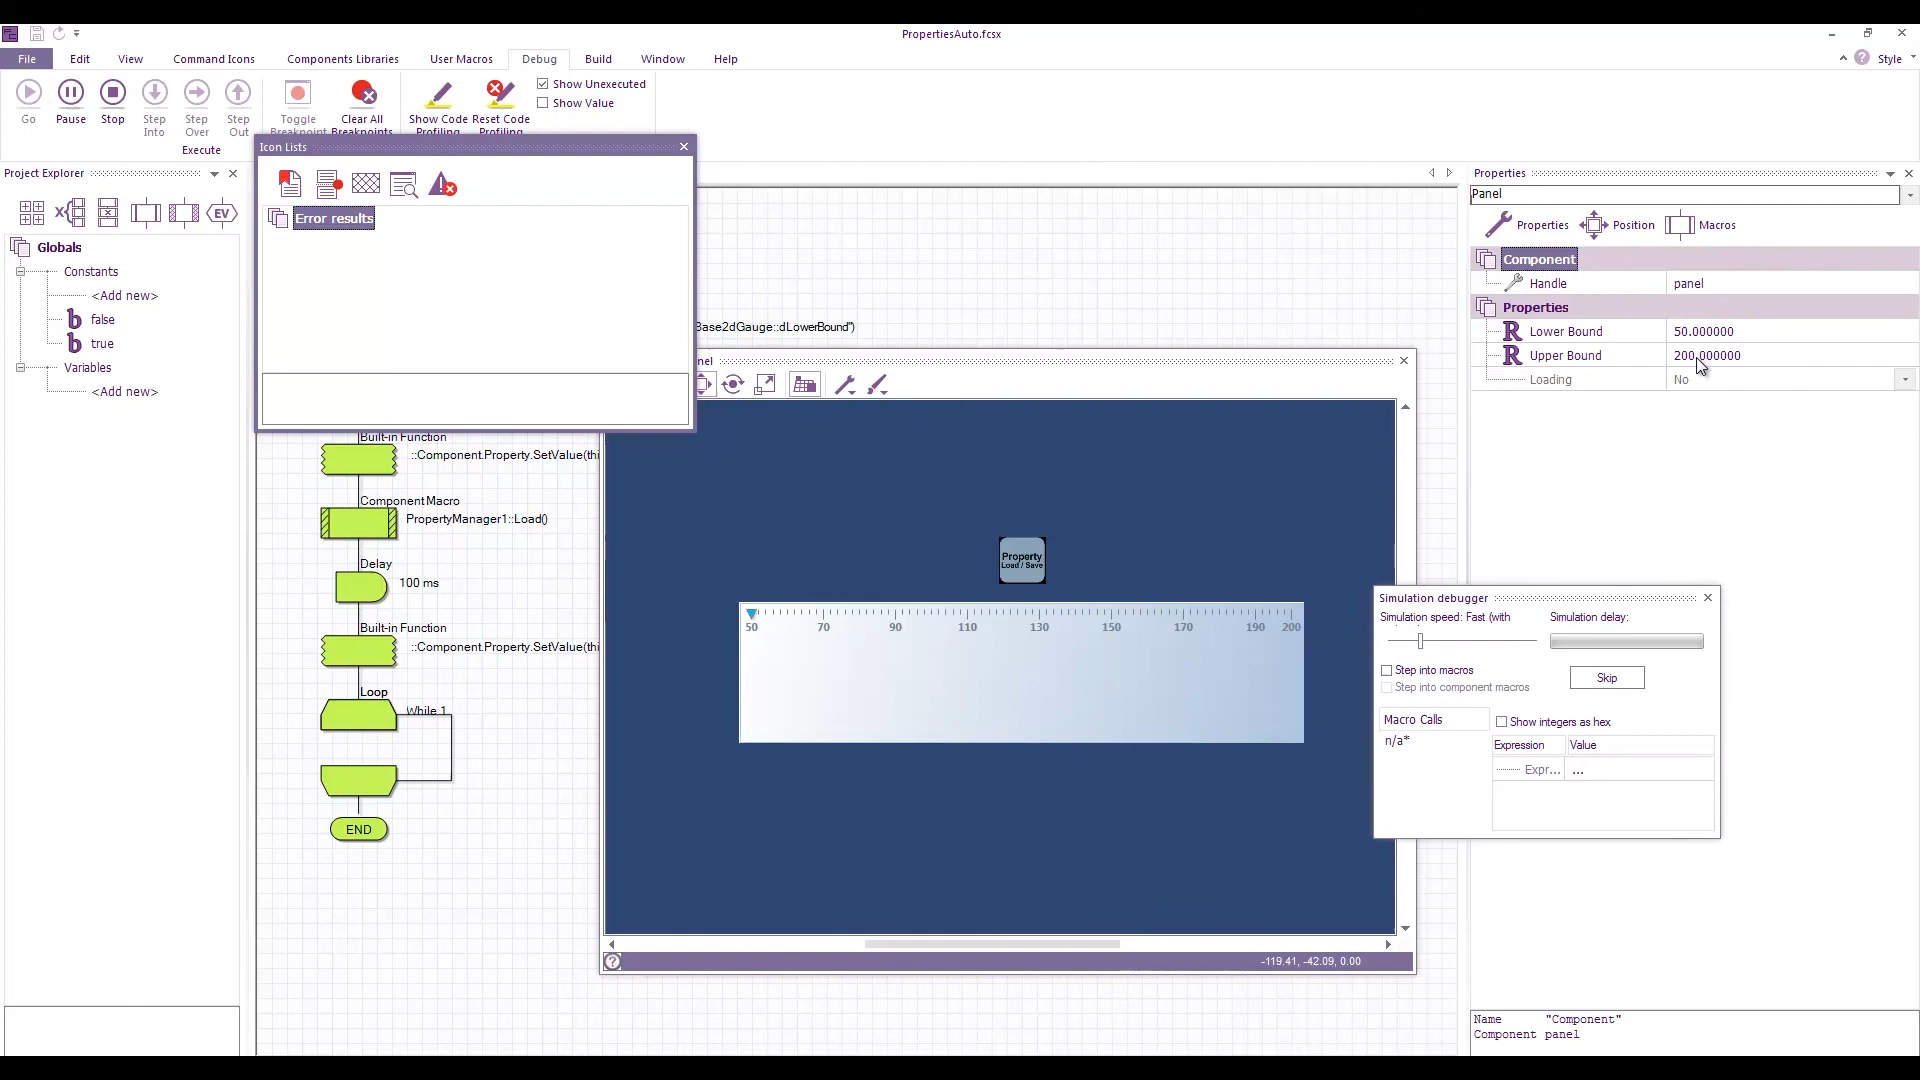 PropertiesAuto.fcsx
File Edit View Command Icons Components Libraries User Macros Debug Build Window Help Style
Go Pause Stop Step Into Step Over Step Out
Execute
Toggle Breakpoint
Clear All Breakpoints
Show Code Profiling
Reset Code Profiling
Show Unexecuted
Show Value
Project Explorer
EV
Globals
Constants
<Add new>
b false
b true
Variables
<Add new>
Icon Lists
Error results
Base2dGauge::dLowerBound")
Built-in Function
::Component.Property.SetValue(thi
Component Macro
PropertyManager1::Load()
Delay
100 ms
Built-in Function
::Component.Property.SetValue(thi
Loop
While 1
END
nel
Property
Load / Save
50 70 90 110 130 150 170 190 200
?
-119.41, -42.09, 0.00
Properties
Panel
Properties Position Macros
Component
Handle panel
Properties
R Lower Bound 50.000000
R Upper Bound 200.000000
Loading No
Simulation debugger
Simulation speed: Fast (with
Simulation delay:
Step into macros
Step into component macros
Skip
Macro Calls
n/a*
Show integers as hex
Expression Value
Expr... ...
Name "Component"
Component panel